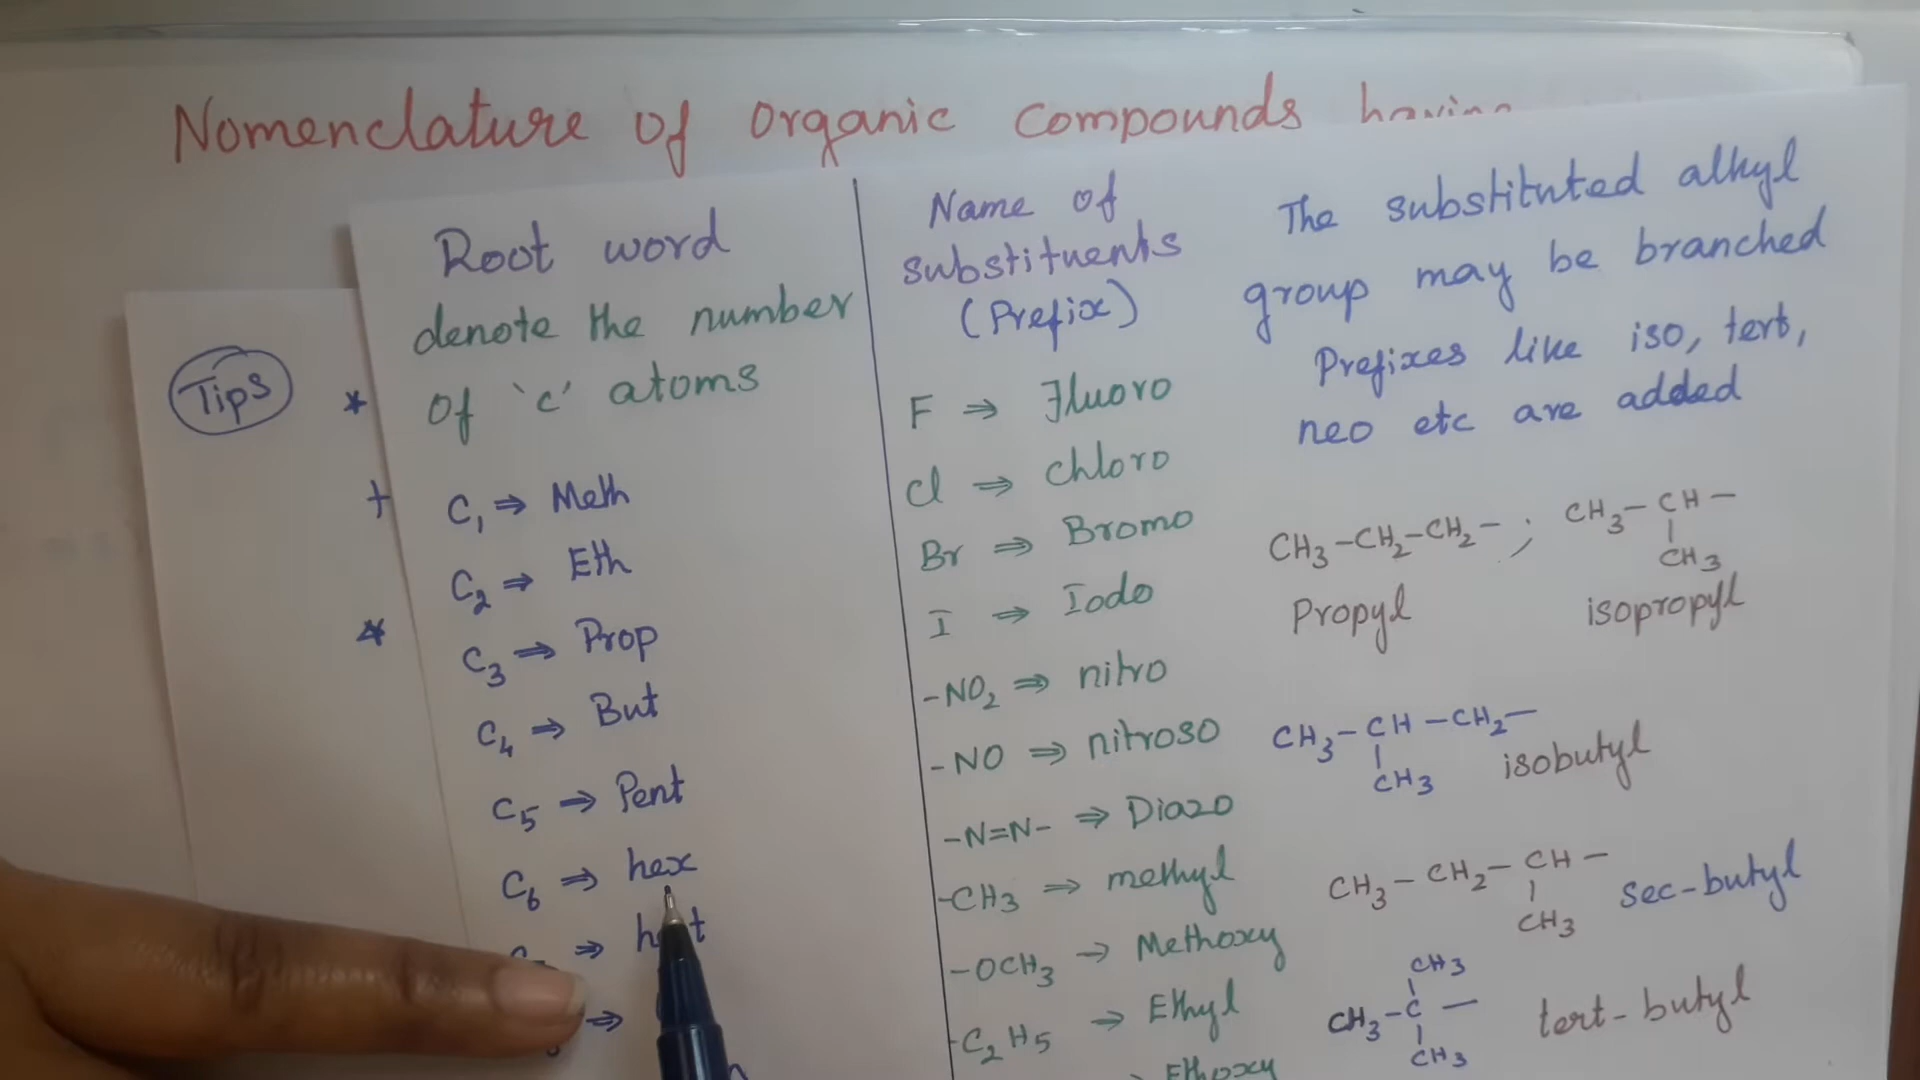 Nomenclature of Organic Compounds having
Tips
Root word
denote the number
of 'c' atoms
C1 ⇒ Meth
C2 ⇒ Eth
C3 ⇒ Prop
C4 ⇒ But
C5 ⇒ Pent
C6 ⇒ hex
⇒
⇒
Name of
substituents
(Prefix)
F ⇒ Fluoro
Cl ⇒ chloro
Br ⇒ Bromo
I ⇒ Iodo
-NO2 ⇒ nitro
-NO ⇒ nitroso
-N=N- ⇒ Diazo
-CH3 ⇒ methyl
-OCH3 → Methoxy
-C2H5 → Ethyl
Ethoxy
The substituted alkyl
group may be branched
Prefixes like iso, tert,
neo etc are added
CH3-CH2-CH2- ; CH3-CH-
CH3
Propyl isopropyl
CH3-CH-CH2-
CH3 isobutyl
CH3-CH2-CH-
CH3 sec-butyl
CH3
CH3-C- tert-butyl
CH3